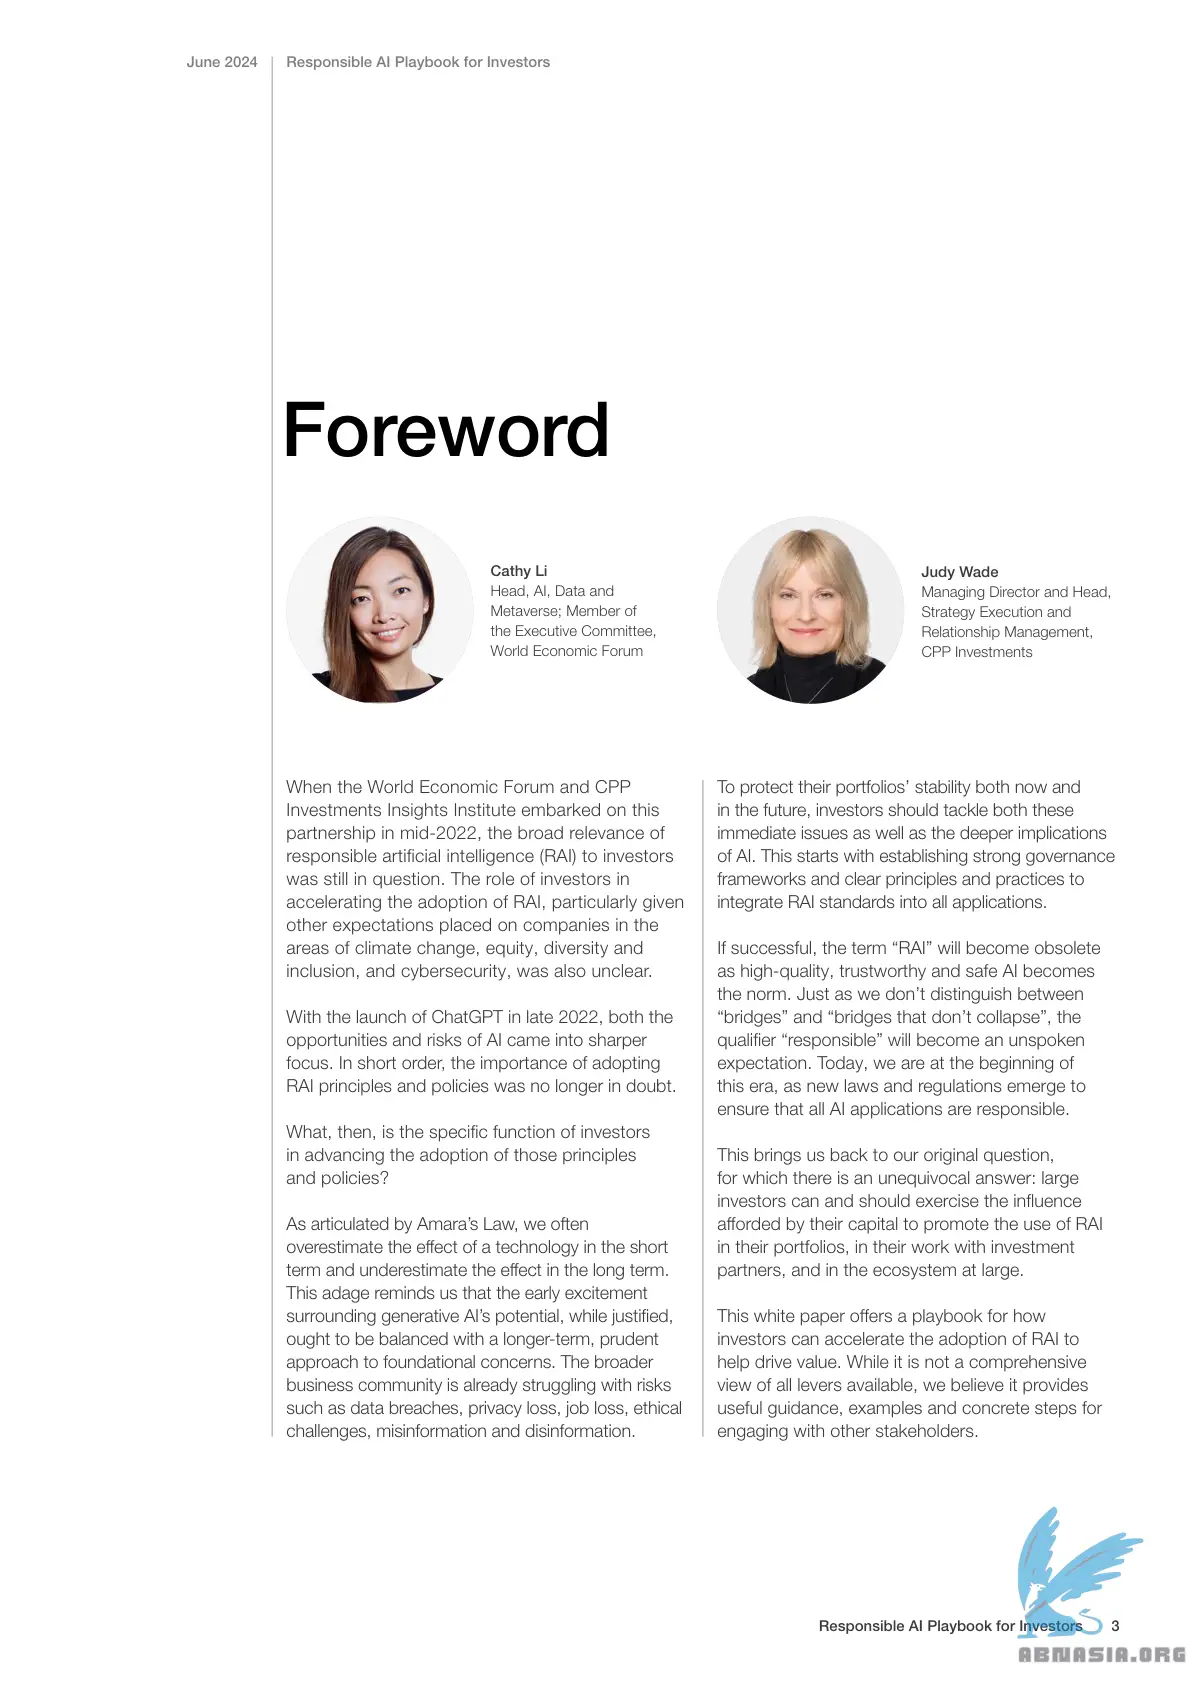 June 2024
Responsible AI Playbook for Investors
Foreword
Cathy Li
Head, AI, Data and
Metaverse; Member of
the Executive Committee,
World Economic Forum
Judy Wade
Managing Director and Head,
Strategy Execution and
Relationship Management,
CPP Investments
When the World Economic Forum and CPP
Investments Insights Institute embarked on this
partnership in mid-2022, the broad relevance of
responsible artificial intelligence (RAI) to investors
was still in question. The role of investors in
accelerating the adoption of RAI, particularly given
other expectations placed on companies in the
areas of climate change, equity, diversity and
inclusion, and cybersecurity, was also unclear.
With the launch of ChatGPT in late 2022, both the
opportunities and risks of AI came into sharper
focus. In short order, the importance of adopting
RAI principles and policies was no longer in doubt.
What, then, is the specific function of investors
in advancing the adoption of those principles
and policies?
As articulated by Amara’s Law, we often
overestimate the effect of a technology in the short
term and underestimate the effect in the long term.
This adage reminds us that the early excitement
surrounding generative AI’s potential, while justified,
ought to be balanced with a longer-term, prudent
approach to foundational concerns. The broader
business community is already struggling with risks
such as data breaches, privacy loss, job loss, ethical
challenges, misinformation and disinformation.
To protect their portfolios’ stability both now and
in the future, investors should tackle both these
immediate issues as well as the deeper implications
of AI. This starts with establishing strong governance
frameworks and clear principles and practices to
integrate RAI standards into all applications.
If successful, the term “RAI” will become obsolete
as high-quality, trustworthy and safe AI becomes
the norm. Just as we don’t distinguish between
“bridges” and “bridges that don’t collapse”, the
qualifier “responsible” will become an unspoken
expectation. Today, we are at the beginning of
this era, as new laws and regulations emerge to
ensure that all AI applications are responsible.
This brings us back to our original question,
for which there is an unequivocal answer: large
investors can and should exercise the influence
afforded by their capital to promote the use of RAI
in their portfolios, in their work with investment
partners, and in the ecosystem at large.
This white paper offers a playbook for how
investors can accelerate the adoption of RAI to
help drive value. While it is not a comprehensive
view of all levers available, we believe it provides
useful guidance, examples and concrete steps for
engaging with other stakeholders.
Responsible AI Playbook for Investors
3
ABNASIA.ORG